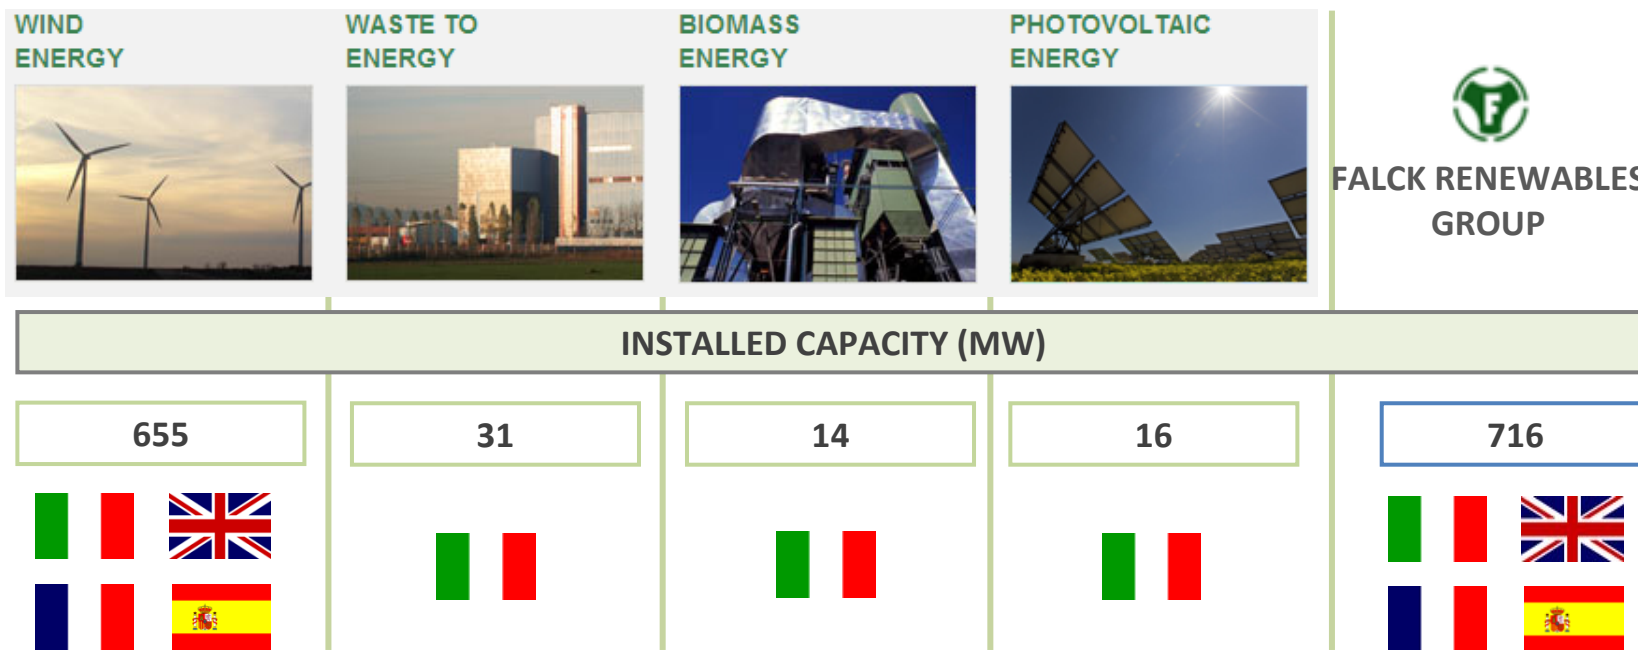 WIND
ENERGY
WASTE TO
ENERGY
BIOMASS
ENERGY
PHOTOVOLTAIC
ENERGY
F
FALCK RENEWABLES
GROUP
INSTALLED CAPACITY (MW)
655
31
14
16
716